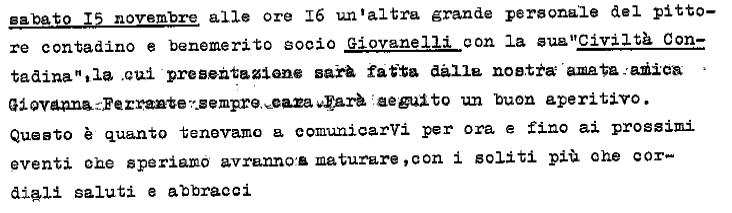 sabato I5 novembre alle ore I6 un'altra grande personale del pitto-
re contadino e benemerito socio Giovanelli con la sua"Civiltà Con-
tadina",la cui presentazione sarà fatta dalla nostra amata amica
Giovanna Ferrante sempre cara.Farà seguito un buon aperitivo.
Questo è quanto tenevamo a comunicarVi per ora e fino ai prossimi
eventi che speriamo avranno a maturare,con i soliti più che cor-
diali saluti e abbracci